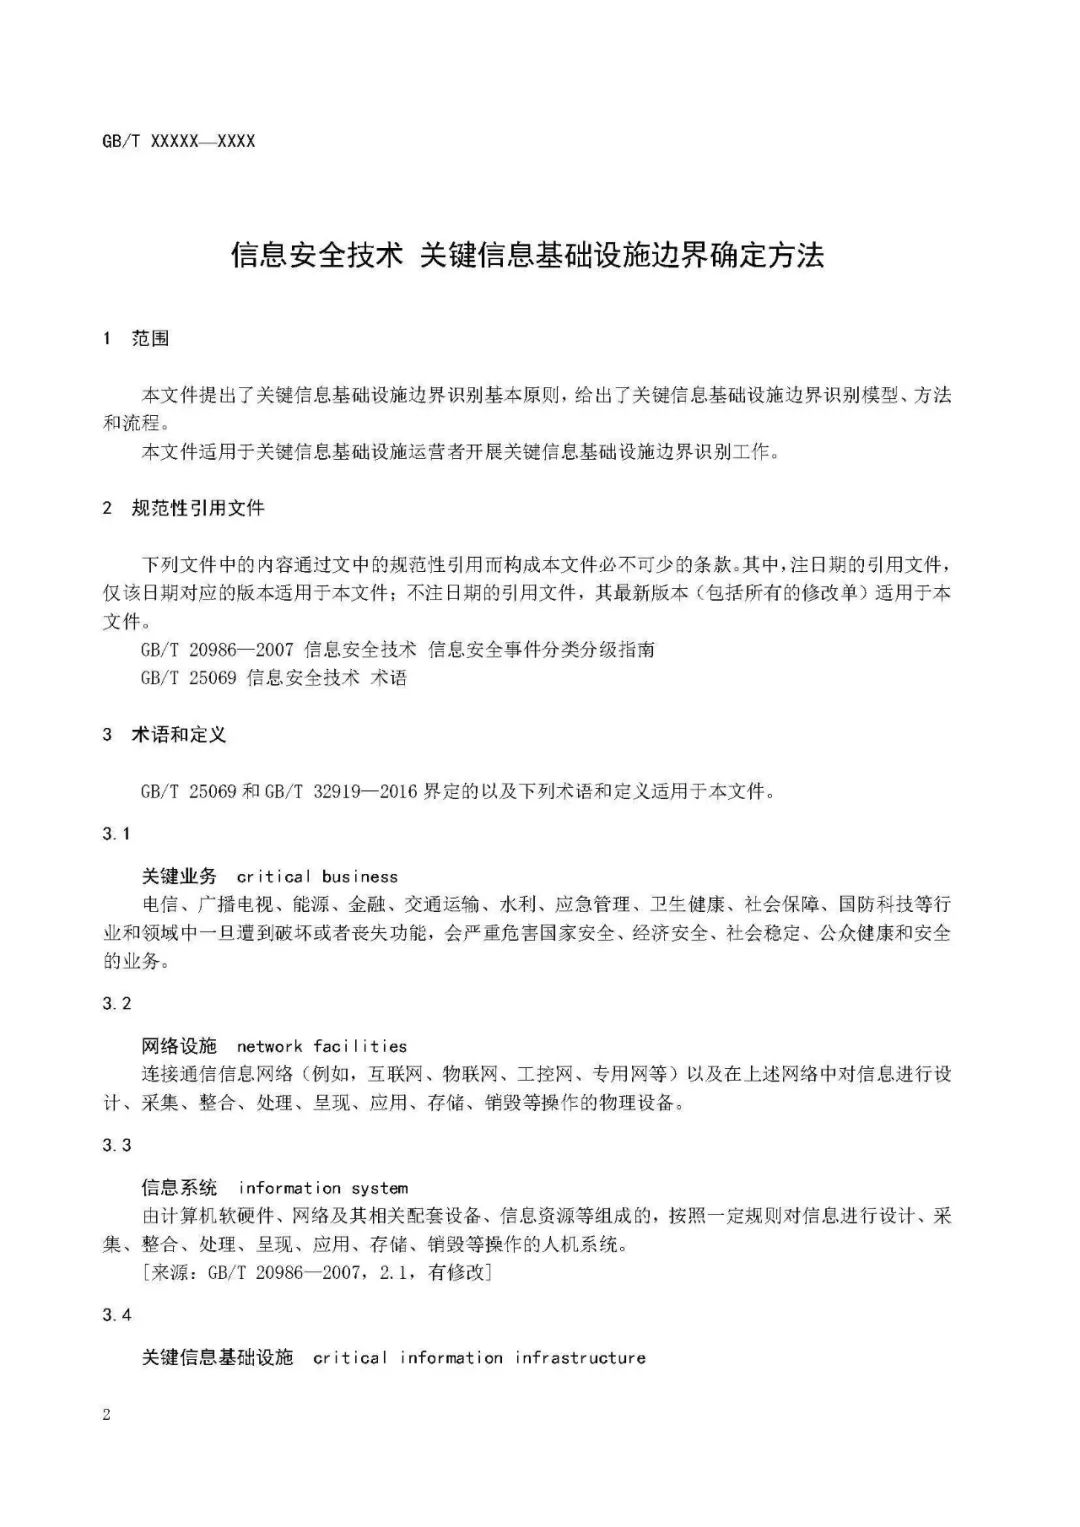 GB/T XXXXX—XXXX
信息安全技术 关键信息基础设施边界确定方法
1 范围
本文件提出了关键信息基础设施边界识别基本原则，给出了关键信息基础设施边界识别模型、方法
和流程。
本文件适用于关键信息基础设施运营者开展关键信息基础设施边界识别工作。
2 规范性引用文件
下列文件中的内容通过文中的规范性引用而构成本文件必不可少的条款。其中，注日期的引用文件，
仅该日期对应的版本适用于本文件；不注日期的引用文件，其最新版本（包括所有的修改单）适用于本
文件。
GB/T 20986—2007 信息安全技术 信息安全事件分类分级指南
GB/T 25069 信息安全技术 术语
3 术语和定义
GB/T 25069 和 GB/T 32919—2016 界定的以及下列术语和定义适用于本文件。
3.1
关键业务 critical business
电信、广播电视、能源、金融、交通运输、水利、应急管理、卫生健康、社会保障、国防科技等行
业和领域中一旦遭到破坏或者丧失功能，会严重危害国家安全、经济安全、社会稳定、公众健康和安全
的业务。
3.2
网络设施 network facilities
连接通信信息网络（例如，互联网、物联网、工控网、专用网等）以及在上述网络中对信息进行设
计、采集、整合、处理、呈现、应用、存储、销毁等操作的物理设备。
3.3
信息系统 information system
由计算机软硬件、网络及其相关配套设备、信息资源等组成的，按照一定规则对信息进行设计、采
集、整合、处理、呈现、应用、存储、销毁等操作的人机系统。
[来源：GB/T 20986—2007，2.1，有修改]
3.4
关键信息基础设施 critical information infrastructure
2